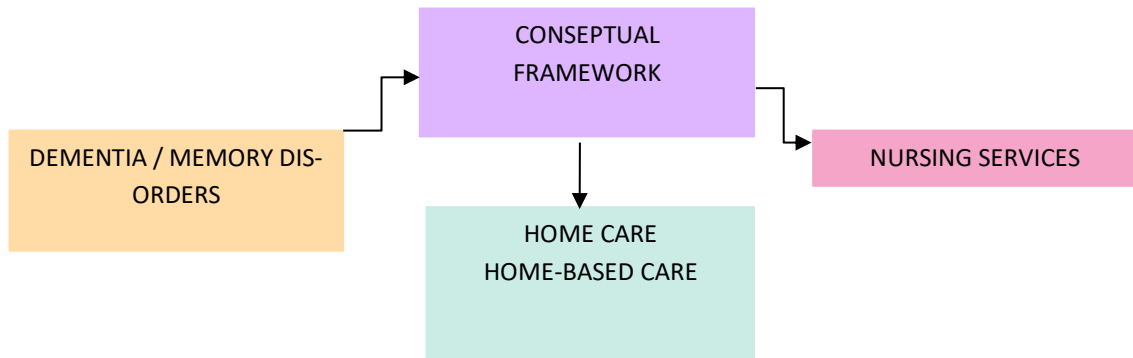 CONSEPTUAL
FRAMEWORK
DEMENTIA / MEMORY DIS-
ORDERS
NURSING SERVICES
HOME CARE
HOME-BASED CARE